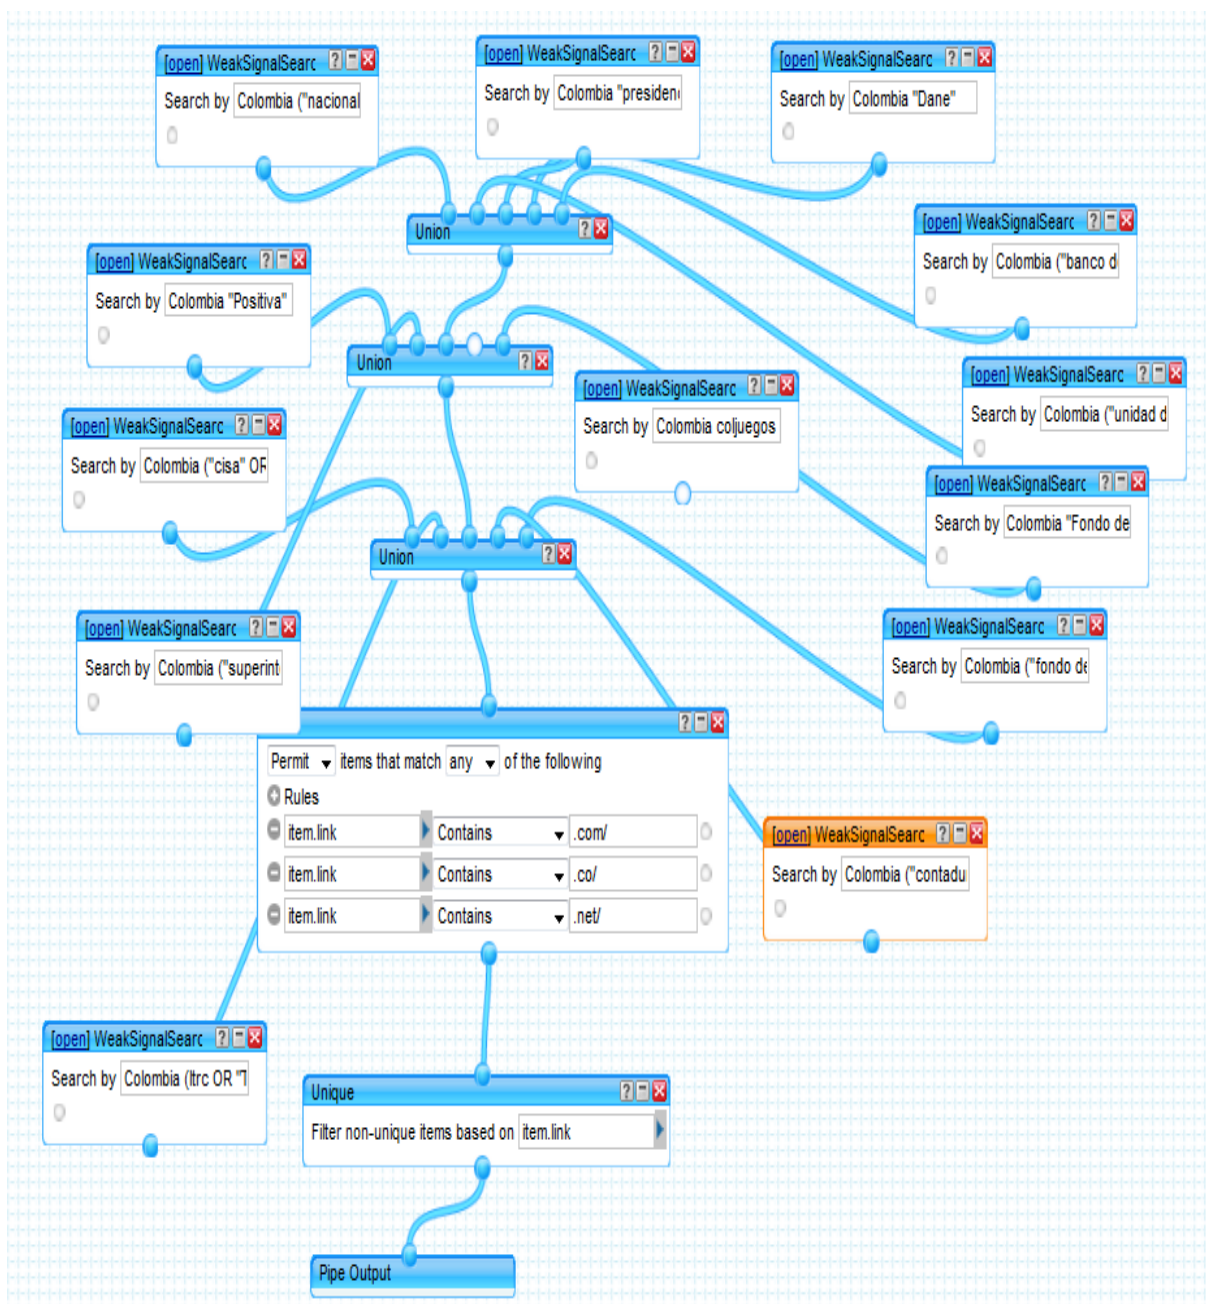 [open] WeakSignalSearc
Search by Colombia ("nacional
[open] WeakSignalSearc
Search by Colombia "presiden
[open] WeakSignalSearc
Search by Colombia "Dane"
Union
[open] WeakSignalSearc
Search by Colombia ("banco d
[open] WeakSignalSearc
Search by Colombia "Positiva"
Union
[open] WeakSignalSearc
Search by Colombia coljuegos
[open] WeakSignalSearc
Search by Colombia ("unidad d
[open] WeakSignalSearc
Search by Colombia ("cisa" OF
[open] WeakSignalSearc
Search by Colombia "Fondo de
Union
[open] WeakSignalSearc
Search by Colombia ("superint
[open] WeakSignalSearc
Search by Colombia ("fondo de
Permit items that match any of the following
Rules
item.link Contains .com/
item.link Contains .co/
item.link Contains .net/
[open] WeakSignalSearc
Search by Colombia ("contadu
[open] WeakSignalSearc
Search by Colombia (ltrc OR "T
Unique
Filter non-unique items based on item.link
Pipe Output